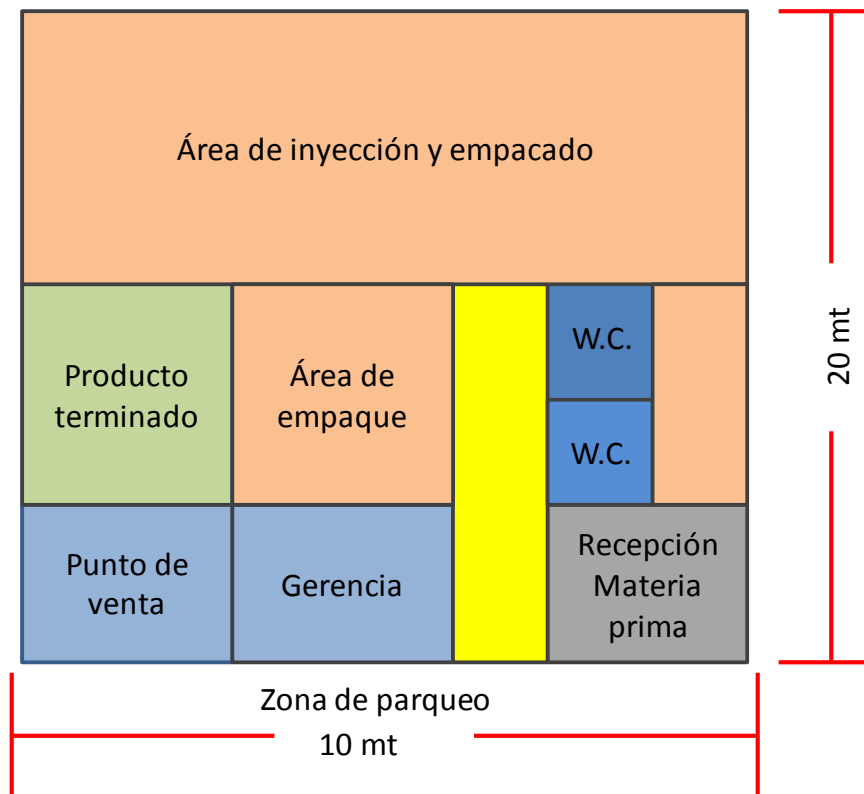 Área de inyección y empacado
Producto
terminado
Área de
empaque
W.C.
W.C.
Punto de
venta
Gerencia
Recepción
Materia
prima
20 mt
Zona de parqueo
10 mt